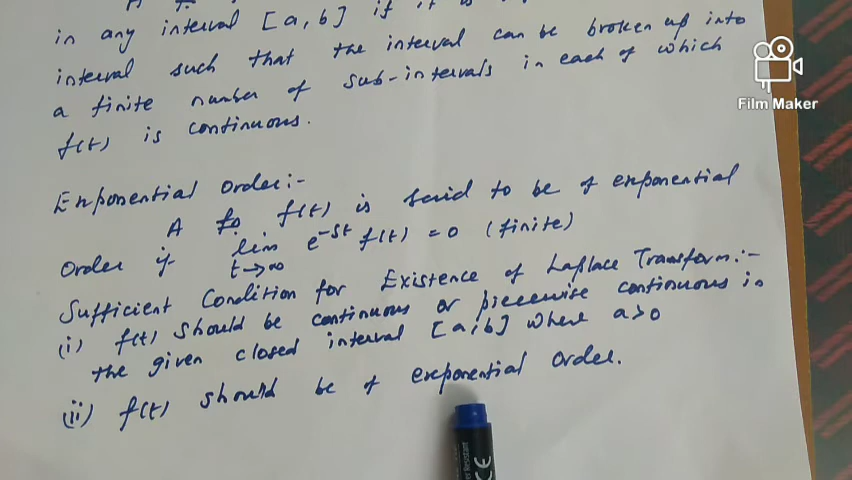 in any interval [a, b] if it is
interval such that the interval can be broken up into
a finite number of sub-intervals in each of which
f(t) is continuous.
Exponential Order:-
A fn f(t) is said to be of exponential
Order if lim t→∞ e^-st f(t) = 0 (finite)
Sufficient Condition for Existence of Laplace Transform:-
(i) f(t) should be continuous or piecewise continuous in
the given closed interval [a, b] where a>0
(ii) f(t) should be of exponential Order.
Film Maker
CE